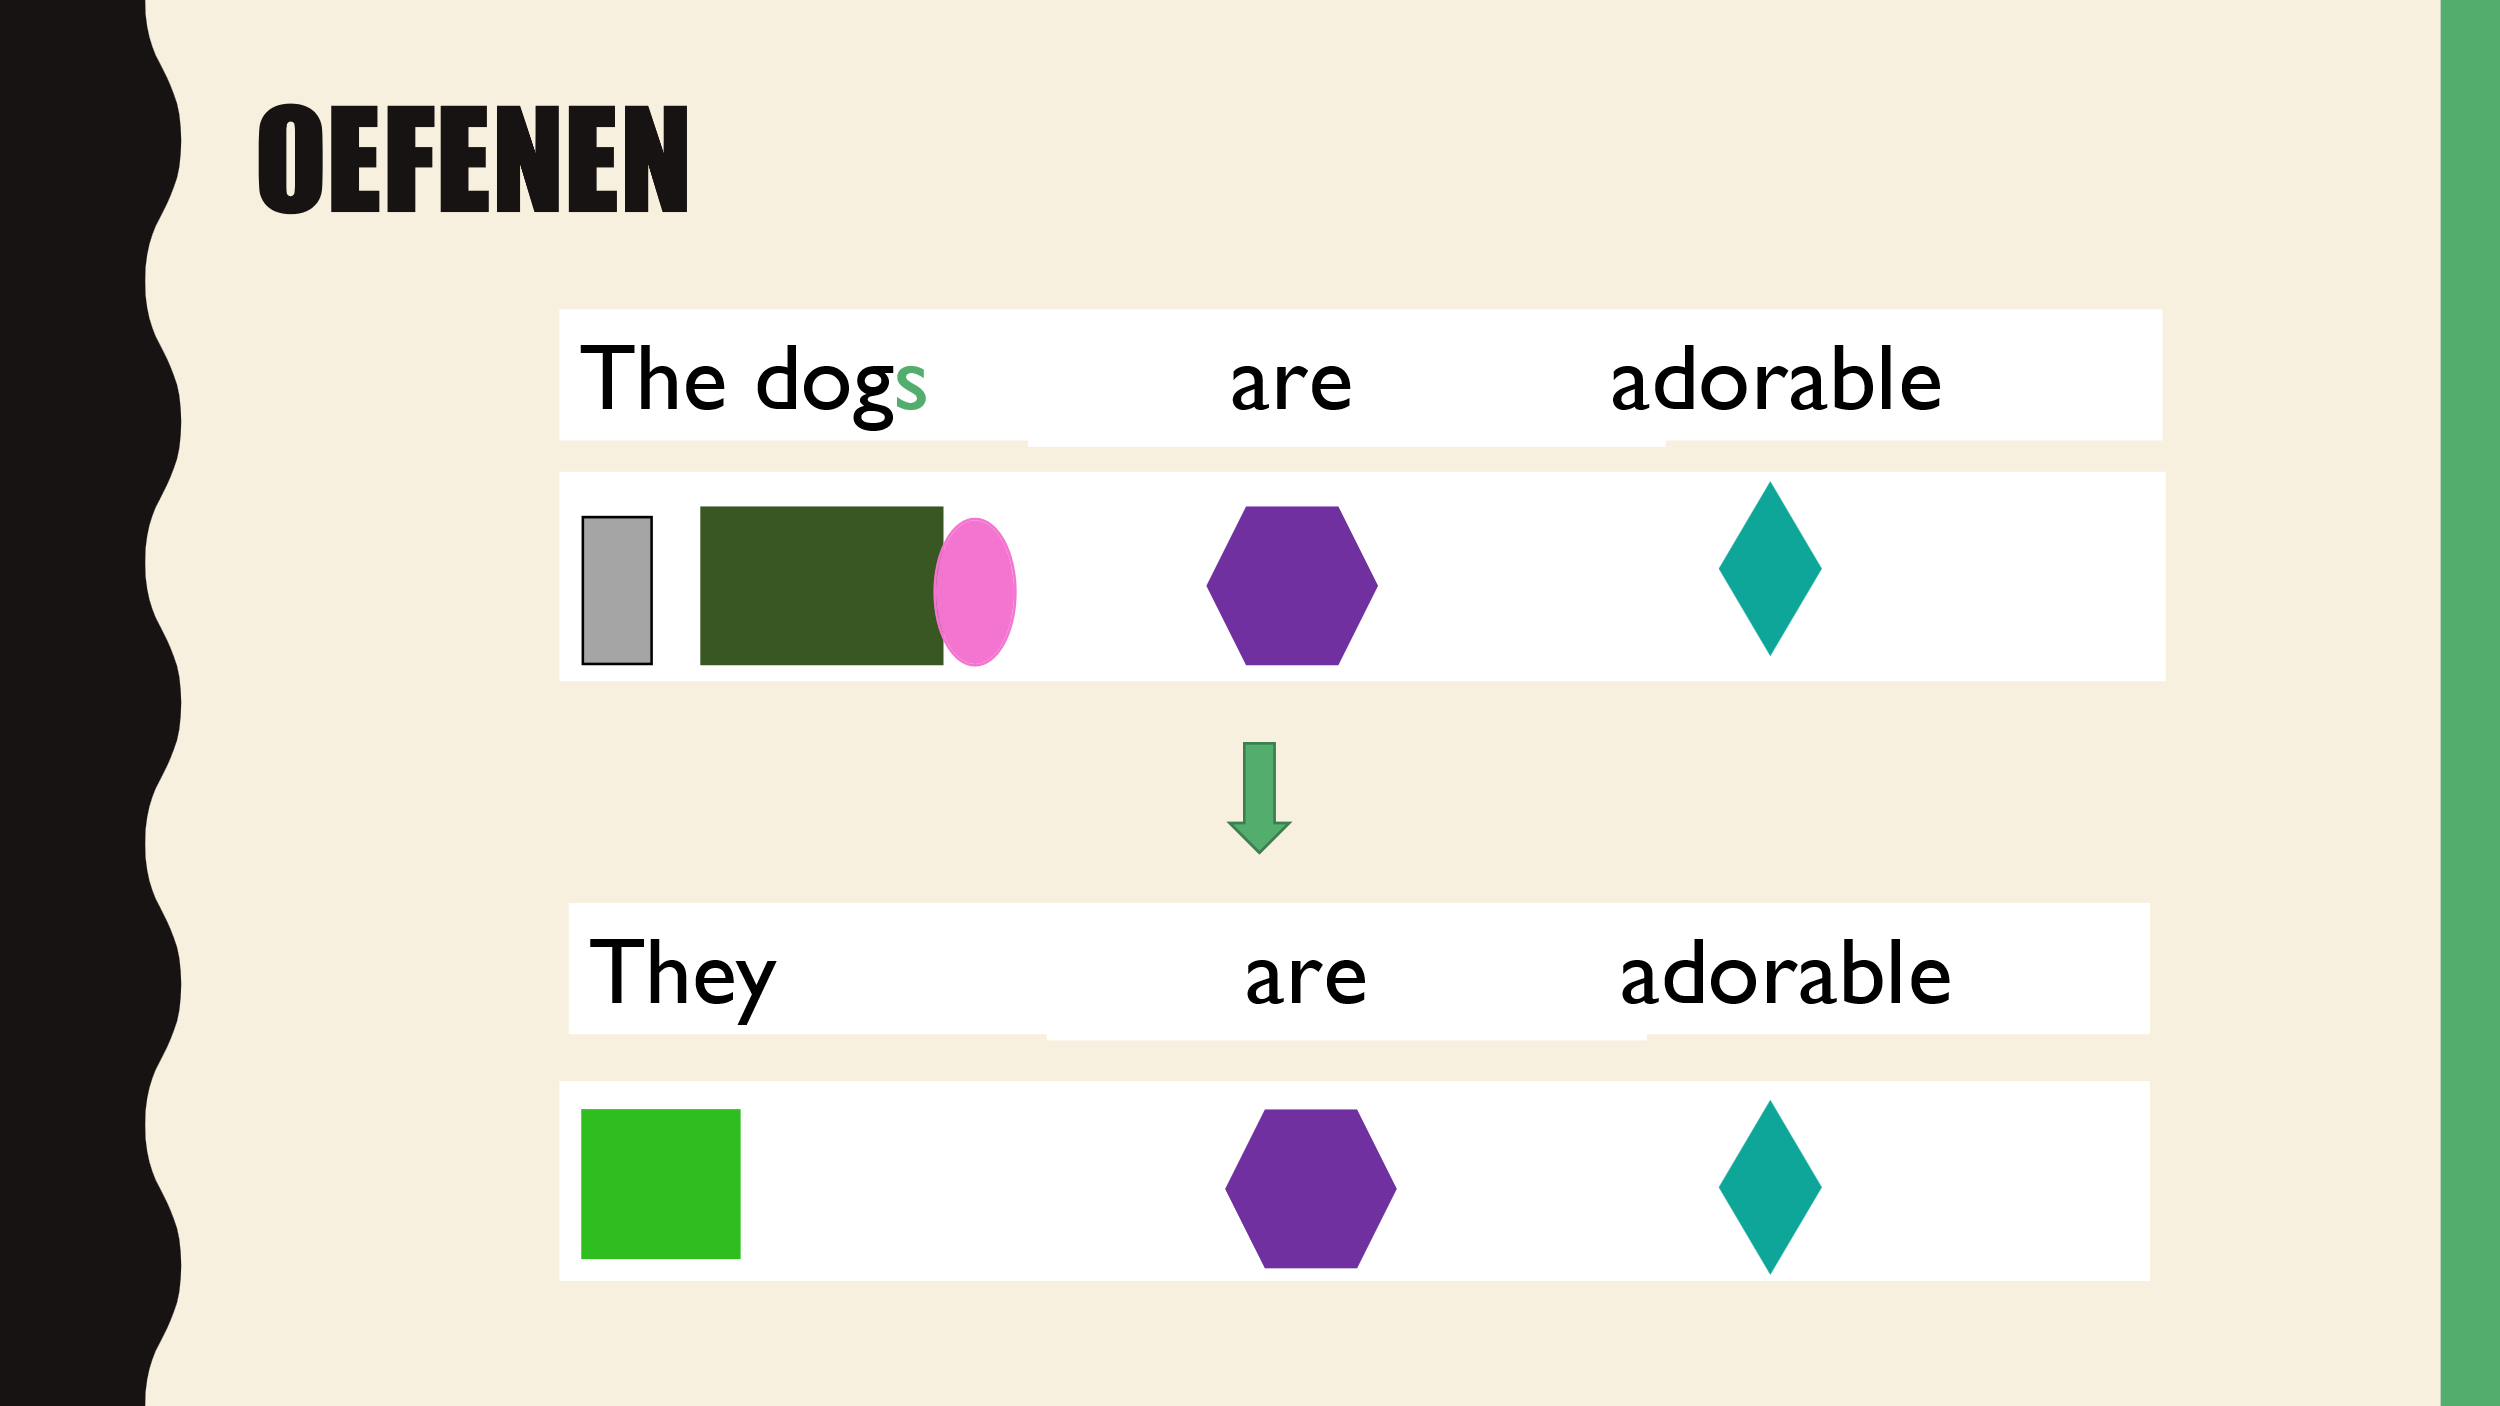 OEFENEN
The dogs are adorable
They are adorable